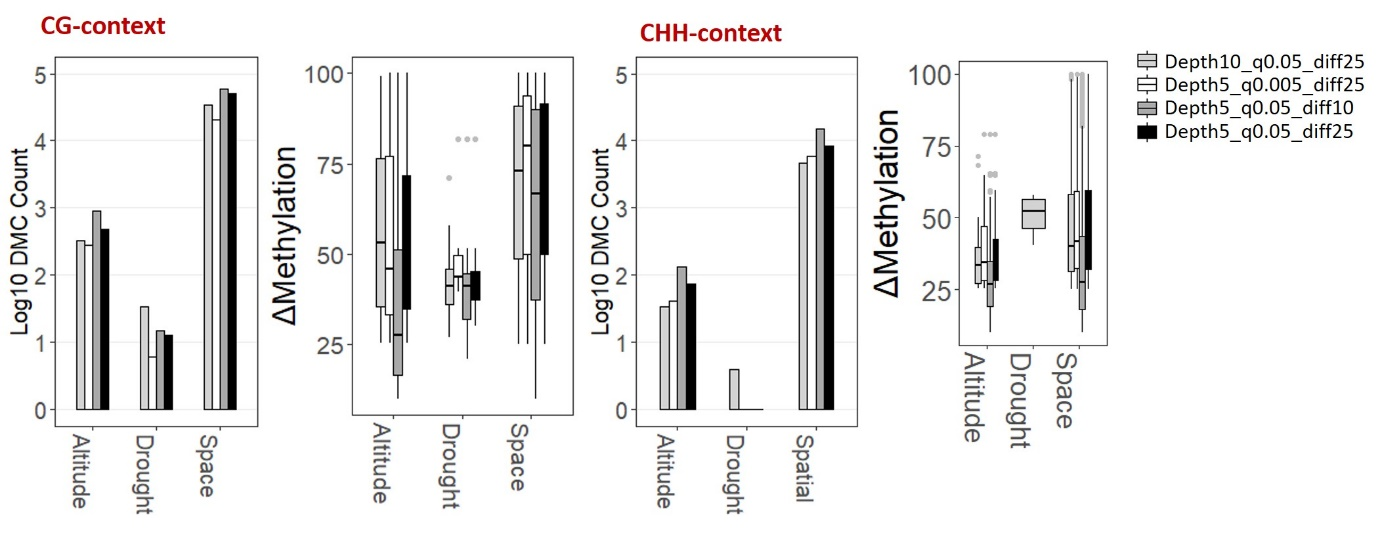 CG-context
CHH-context
Log10 DMC Count
5
4
3
2
1
0
Altitude
Drought
Space
ΔMethylation
100
75
50
25
Altitude
Drought
Space
Log10 DMC Count
5
4
3
2
1
0
Altitude
Drought
Spatial
ΔMethylation
100
75
50
25
Altitude
Drought
Space
Depth10_q0.05_diff25
Depth5_q0.005_diff25
Depth5_q0.05_diff10
Depth5_q0.05_diff25